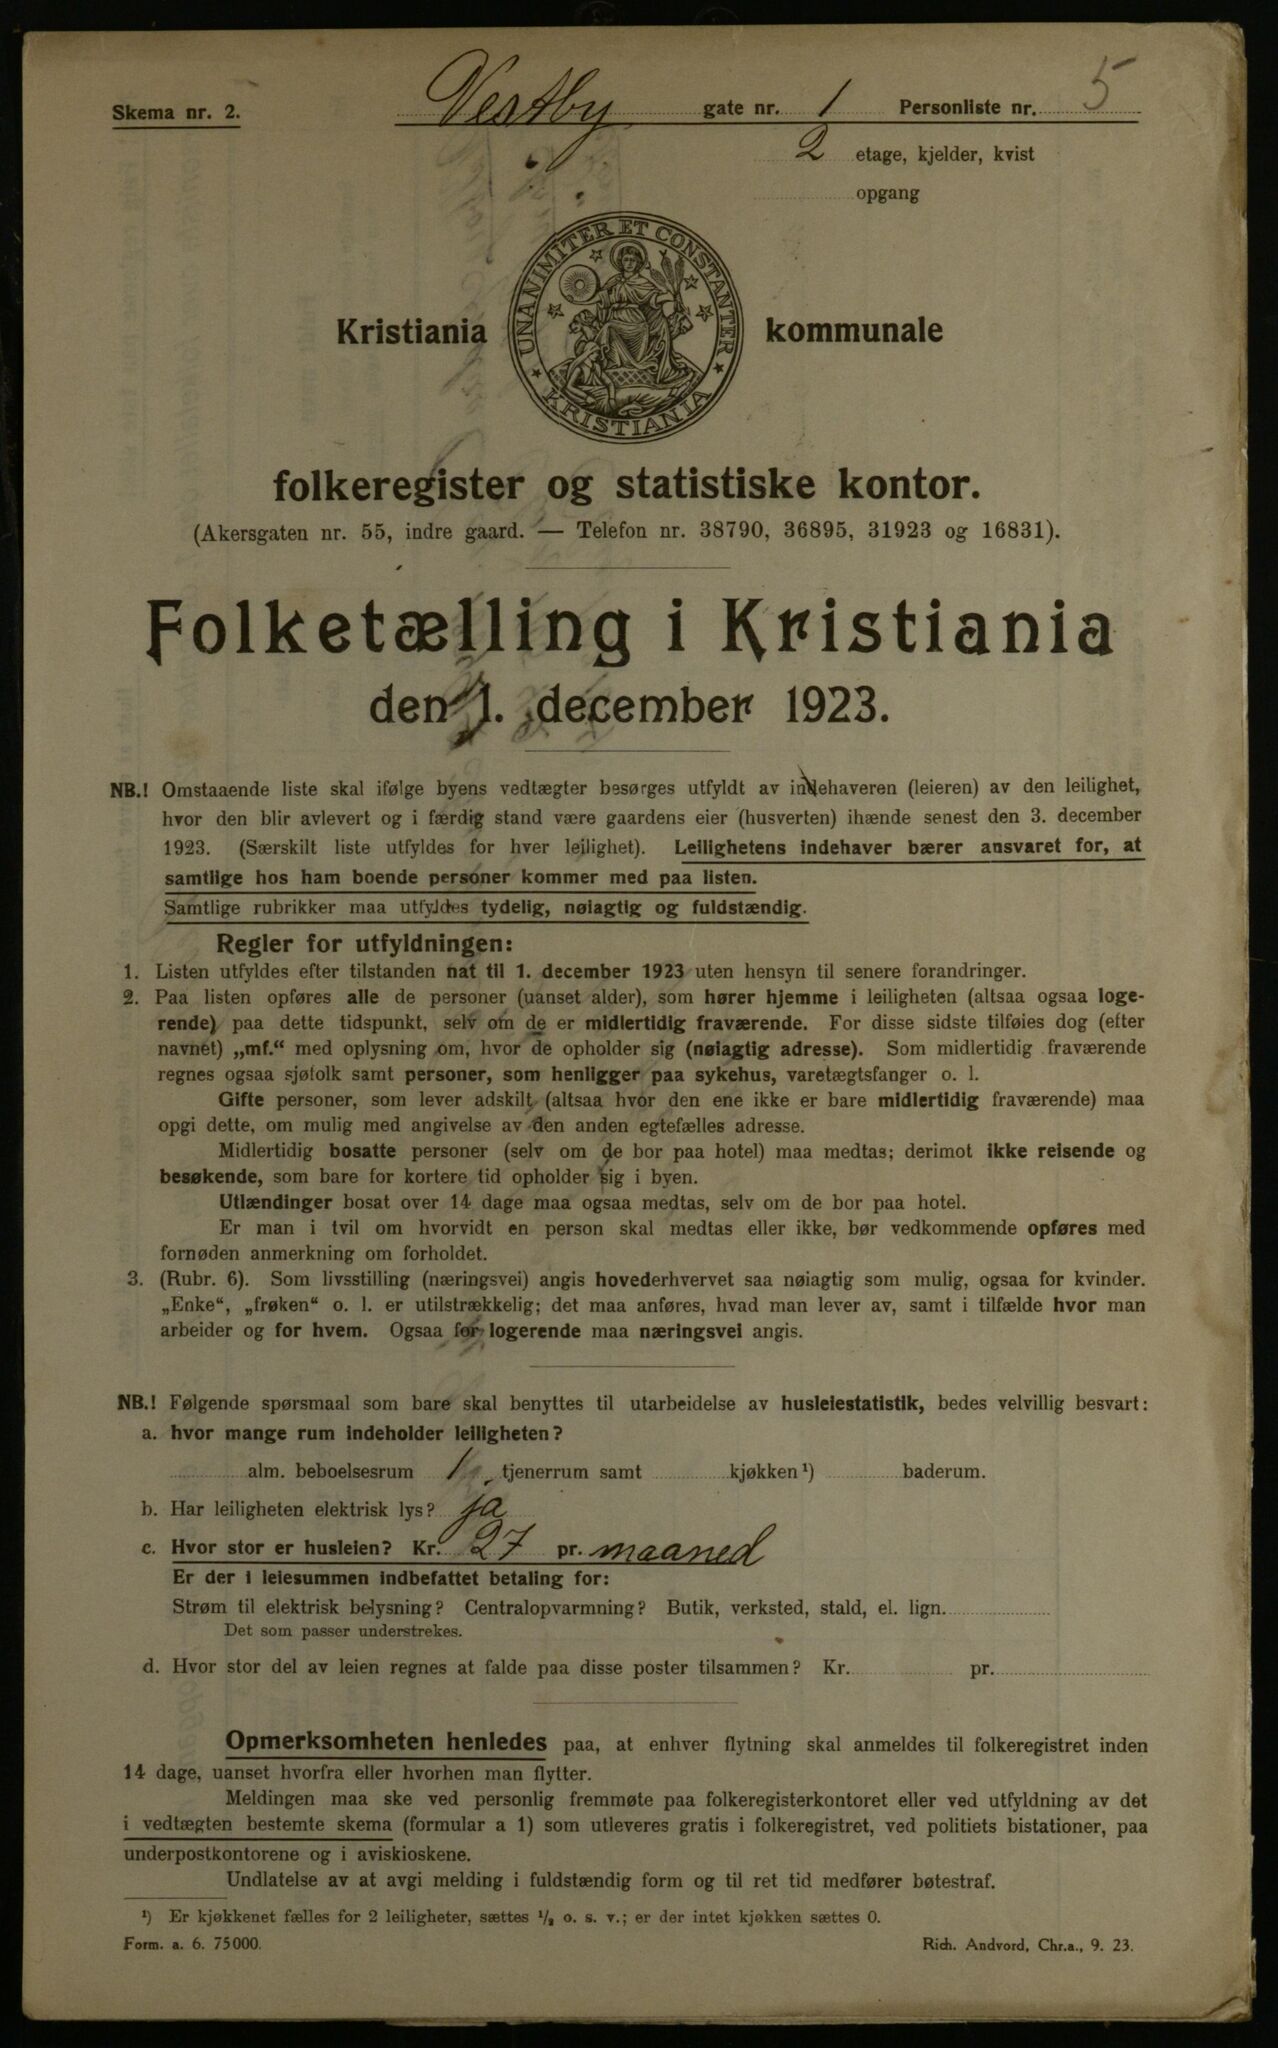 Skema nr. 2.
Vestby gate nr. 1 Personliste nr. 5
2 etage, kjelder, kvist
opgang
UNANIMITER ET CONSTANTER
KRISTIANIA
Kristiania kommunale
folkeregister og statistiske kontor.
(Akersgaten nr. 55, indre gaard. — Telefon nr. 38790, 36895, 31923 og 16831).
Folketælling i Kristiania
den 1. december 1923.
NB.! Omstaaende liste skal ifølge byens vedtægter besørges utfyldt av indehaveren (leieren) av den leilighet,
hvor den blir avlevert og i færdig stand være gaardens eier (husverten) ihænde senest den 3. december
1923. (Særskilt liste utfyldes for hver leilighet). Leilighetens indehaver bærer ansvaret for, at
samtlige hos ham boende personer kommer med paa listen.
Samtlige rubrikker maa utfyldes tydelig, nøiagtig og fuldstændig.
Regler for utfyldningen:
1. Listen utfyldes efter tilstanden nat til 1. december 1923 uten hensyn til senere forandringer.
2. Paa listen opføres alle de personer (uanset alder), som hører hjemme i leiligheten (altsaa ogsaa loge-
rende) paa dette tidspunkt, selv om de er midlertidig fraværende. For disse sidste tilføies dog (efter
navnet) „mf.“ med oplysning om, hvor de opholder sig (nøiagtig adresse). Som midlertidig fraværende
regnes ogsaa sjøfolk samt personer, som henligger paa sykehus, varetægtsfanger o. l.
Gifte personer, som lever adskilt (altsaa hvor den ene ikke er bare midlertidig fraværende) maa
opgi dette, om mulig med angivelse av den anden egtefælles adresse.
Midlertidig bosatte personer (selv om de bor paa hotel) maa medtas; derimot ikke reisende og
besøkende, som bare for kortere tid opholder sig i byen.
Utlændinger bosat over 14 dage maa ogsaa medtas, selv om de bor paa hotel.
Er man i tvil om hvorvidt en person skal medtas eller ikke, bør vedkommende opføres med
fornøden anmerkning om forholdet.
3. (Rubr. 6). Som livsstilling (næringsvei) angis hovederhvervet saa nøiagtig som mulig, ogsaa for kvinder.
„Enke“, „frøken“ o. l. er utilstrækkelig; det maa anføres, hvad man lever av, samt i tilfælde hvor man
arbeider og for hvem. Ogsaa for logerende maa næringsvei angis.
NB.! Følgende spørsmaal som bare skal benyttes til utarbeidelse av husleiestatistik, bedes velvillig besvart:
a. hvor mange rum indeholder leiligheten?
alm. beboelsesrum 1 tjenerrum samt kjøkken¹) baderum.
b. Har leiligheten elektrisk lys? ja
c. Hvor stor er husleien? Kr. 27 pr. maaned
Er der i leiesummen indbefattet betaling for:
Strøm til elektrisk belysning? Centralopvarmning? Butik, verksted, stald, el. lign.
Det som passer understrekes.
d. Hvor stor del av leien regnes at falde paa disse poster tilsammen? Kr. pr.
Opmerksomheten henledes paa, at enhver flytning skal anmeldes til folkeregistret inden
14 dage, uanset hvorfra eller hvorhen man flytter.
Meldingen maa ske ved personlig fremmøte paa folkeregisterkontoret eller ved utfyldning av det
i vedtægten bestemte skema (formular a 1) som utleveres gratis i folkeregistret, ved politiets bistationer, paa
underpostkontorene og i aviskioskene.
Undlatelse av at avgi melding i fuldstændig form og til ret tid medfører bøtestraf.
¹) Er kjøkkenet fælles for 2 leiligheter, sættes ½ o. s. v.; er der intet kjøkken sættes 0.
Form. a. 6. 75000. Rich. Andvord, Chr.a., 9. 23.